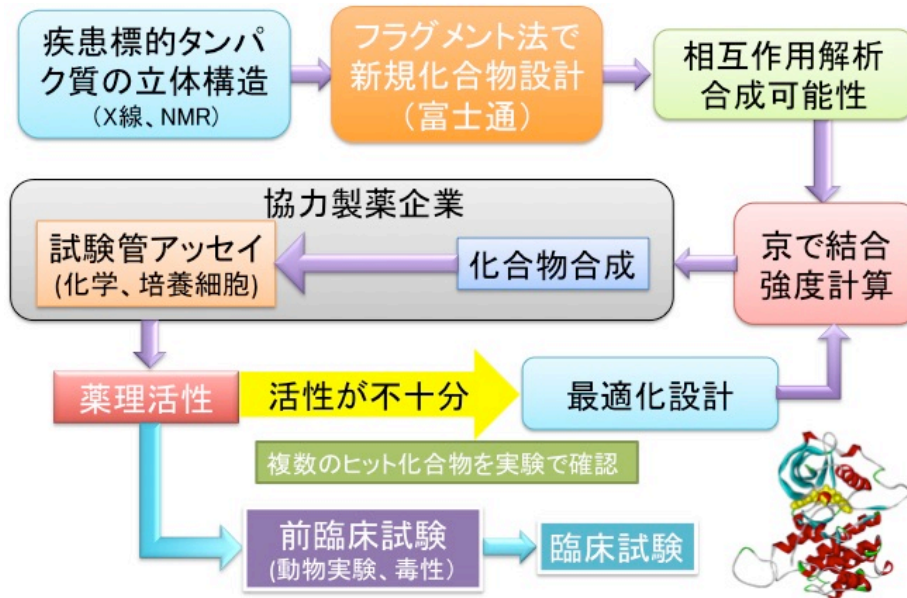 疾患標的タンパ
ク質の立体構造
(X線、NMR)
フラグメント法で
新規化合物設計
(富士通)
相互作用解析
合成可能性
協力製薬企業
試験管アッセイ
(化学、培養細胞)
化合物合成
京で結合
強度計算
薬理活性
活性が不十分
最適化設計
複数のヒット化合物を実験で確認
前臨床試験
(動物実験、毒性)
臨床試験